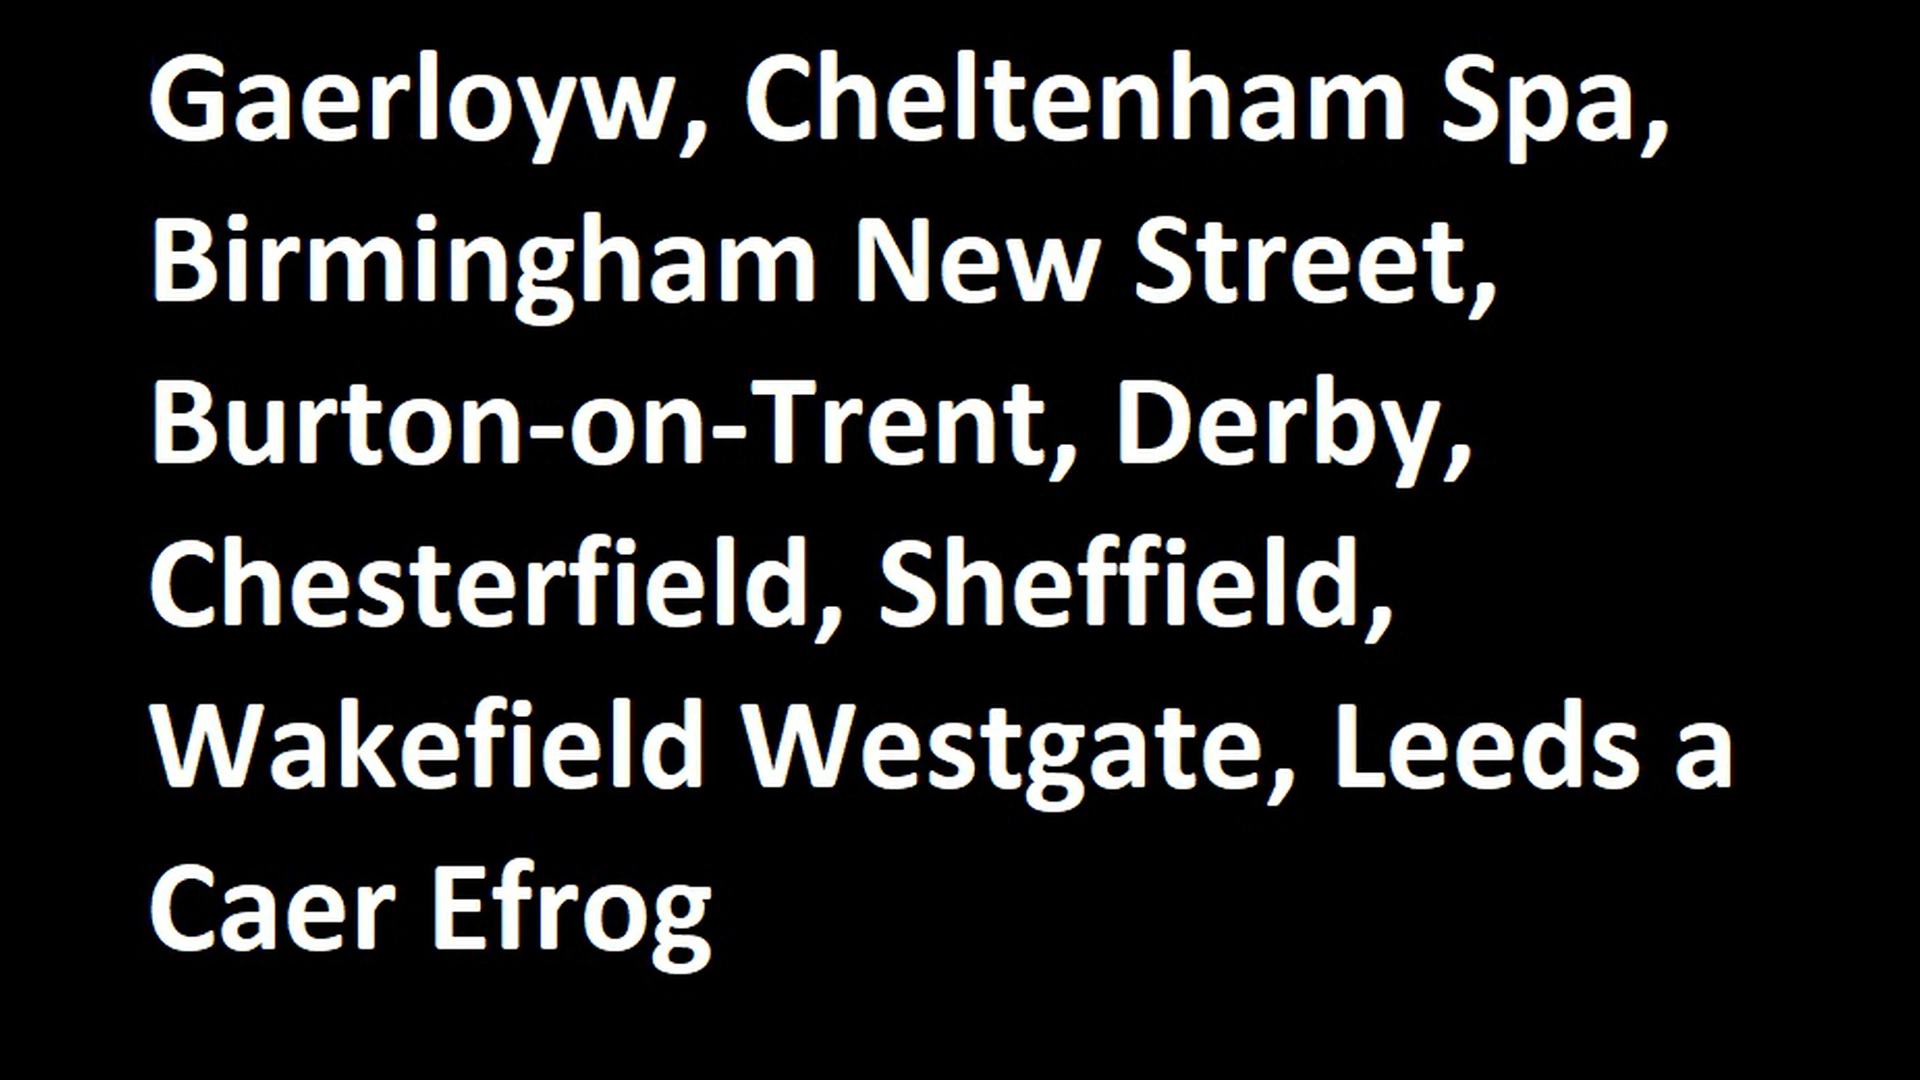 Gaerloyw, Cheltenham Spa,
Birmingham New Street,
Burton-on-Trent, Derby,
Chesterfield, Sheffield,
Wakefield Westgate, Leeds a
Caer Efrog